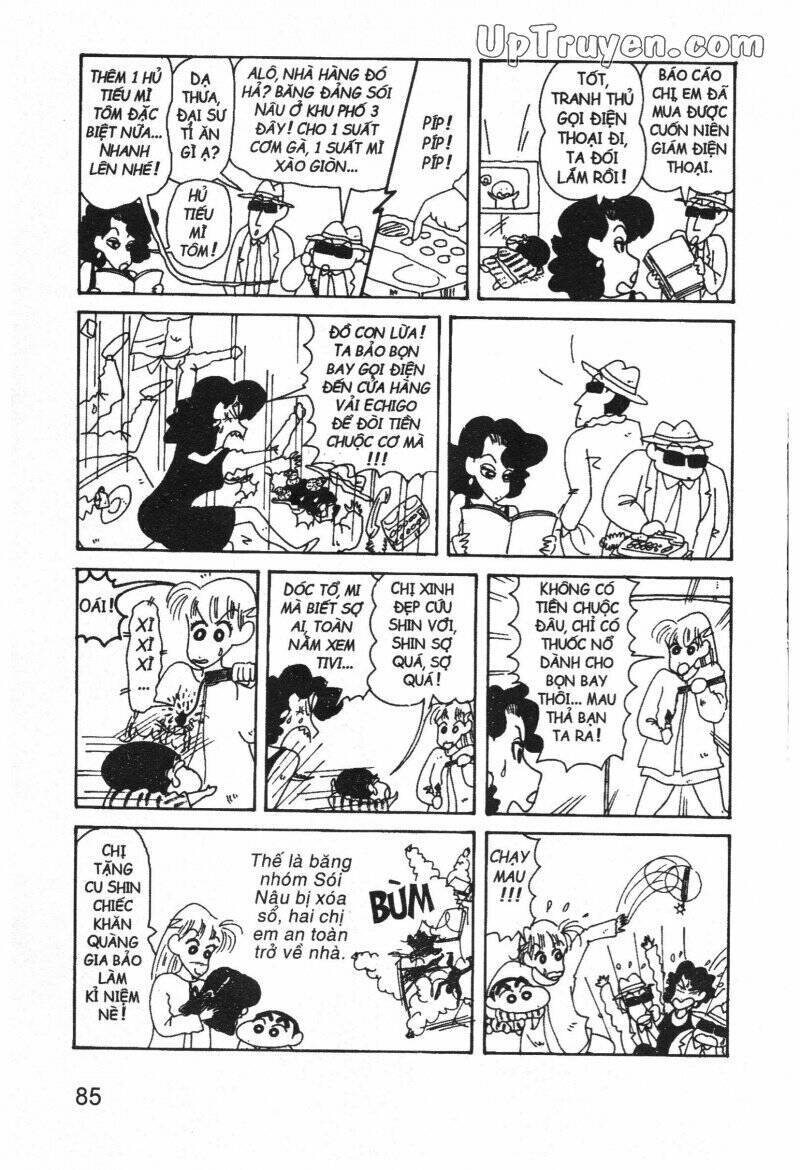 UpTruyen.com
BÁO CÁO
CHỊ, EM ĐÃ
MUA ĐƯỢC
CUỐN NIÊN
GIÁM ĐIỆN
THOẠI.
TỐT,
TRANH THỦ
GỌI ĐIỆN
THOẠI ĐI,
TA ĐÓI
LẮM RỒI!
PÍP!
PÍP!
PÍP!
ALÔ, NHÀ HÀNG ĐÓ
HẢ? BĂNG ĐẢNG SÓI
NÂU Ở KHU PHỐ 3
ĐÂY! CHO 1 SUẤT
CƠM GÀ, 1 SUẤT MÌ
XÀO GIÒN...
DẠ
THƯA,
ĐẠI SƯ
TỈ ĂN
GÌ Ạ?
HỦ
TIẾU
MÌ
TÔM!
THÊM 1 HỦ
TIẾU MÌ
TÔM ĐẶC
BIỆT NỮA...
NHANH
LÊN NHÉ!
ĐỒ CON LỪA!
TA BẢO BỌN
BAY GỌI ĐIỆN
ĐẾN CỬA HÀNG
VẢI ECHIGO
ĐỂ ĐÒI TIỀN
CHUỘC CƠ MÀ
!!!
KHÔNG CÓ
TIỀN CHUỘC
ĐÂU, CHỈ CÓ
THUỐC NỔ
DÀNH CHO
BỌN BAY
THÔI... MAU
THẢ BẠN
TA RA!
CHỊ XINH
ĐẸP CỨU
SHIN VỚI,
SHIN SỢ
QUÁ, SỢ
QUÁ!
DÓC TỔ, MI
MÀ BIẾT SỢ
AI, TOÀN
NẰM XEM
TIVI...
XÌ
XÌ
XÌ
...
OÁI!
CHẠY
MAU
!!!
BÙM
Thế là băng
nhóm Sói
Nâu bị xóa
sổ, hai chị
em an toàn
trở về nhà.
CHỊ
TẶNG
CU SHIN
CHIẾC
KHĂN
QUÀNG
GIA BẢO
LÀM
KỈ NIỆM
NÈ!
85